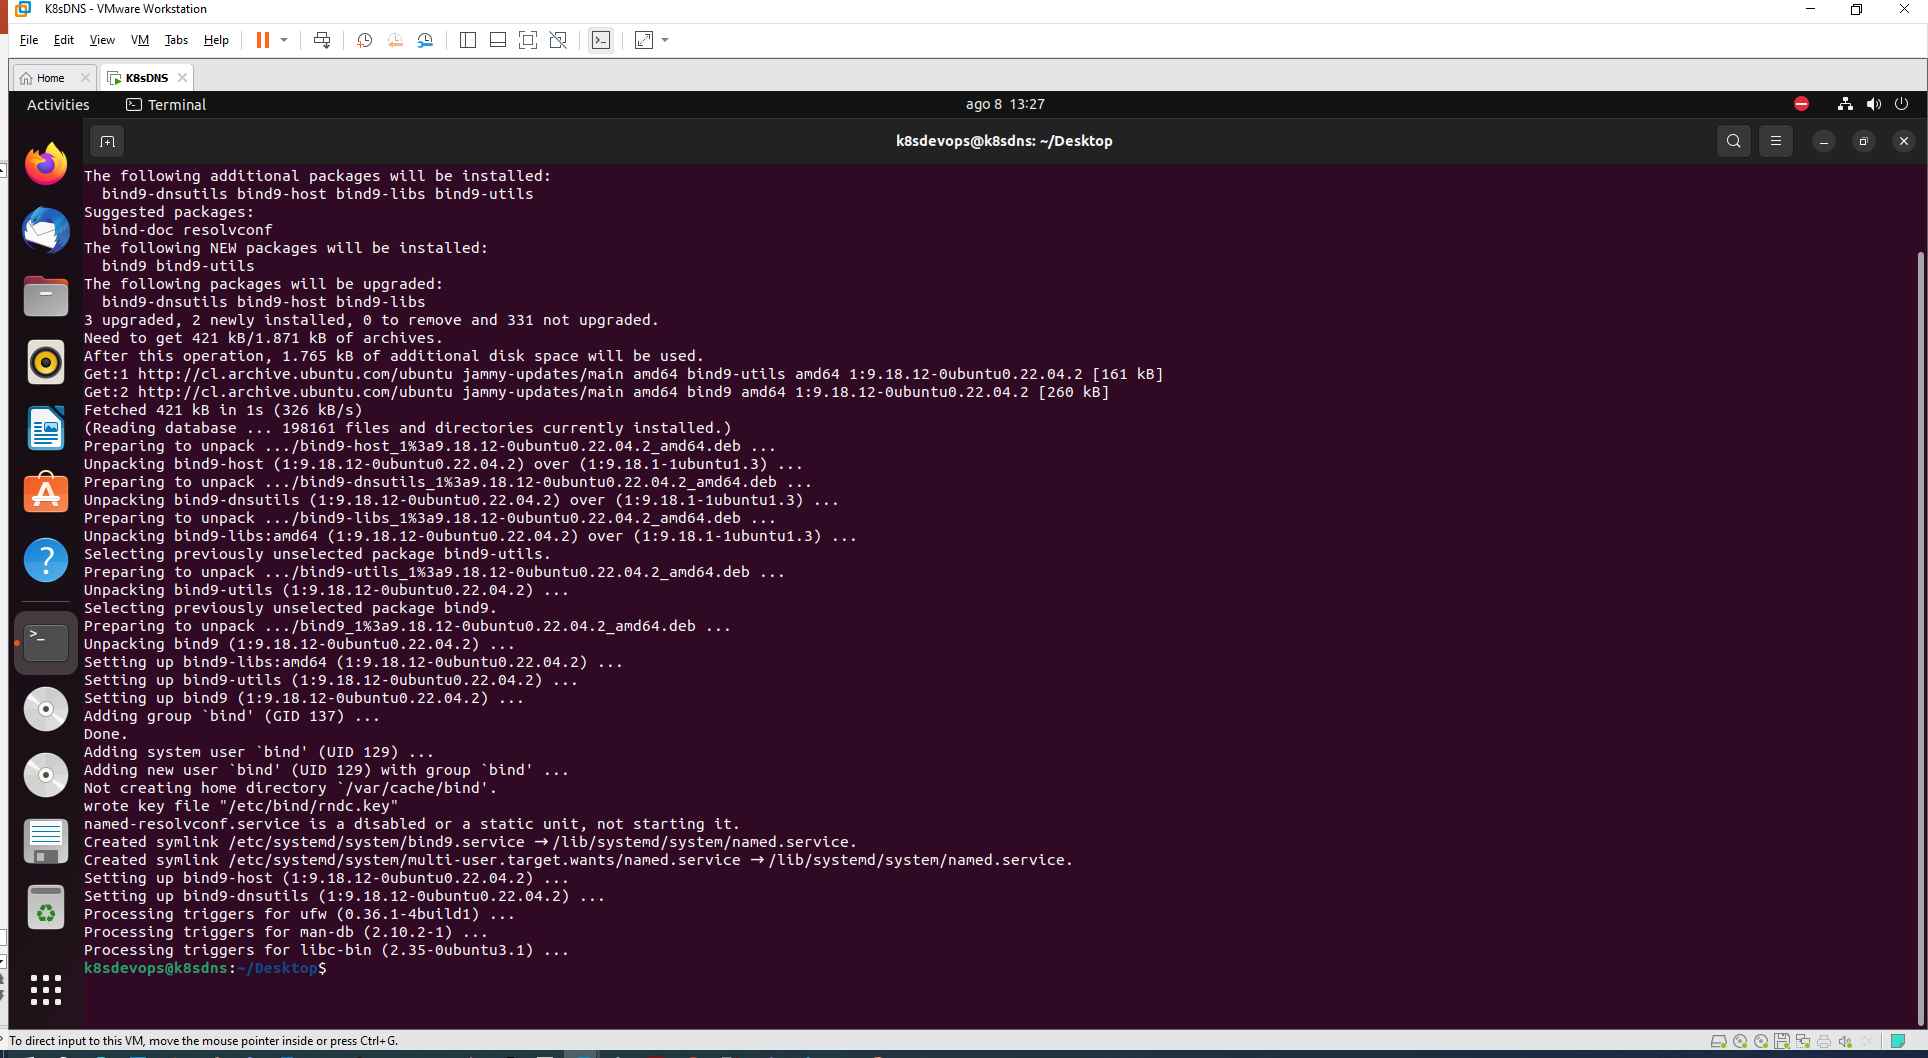 K8sDNS - VMware Workstation
File Edit View VM Tabs Help
Home K8sDNS
Activities Terminal ago 8 13:27
k8sdevops@k8sdns: ~/Desktop
The following additional packages will be installed:
bind9-dnsutils bind9-host bind9-libs bind9-utils
Suggested packages:
bind-doc resolvconf
The following NEW packages will be installed:
bind9 bind9-utils
The following packages will be upgraded:
bind9-dnsutils bind9-host bind9-libs
3 upgraded, 2 newly installed, 0 to remove and 331 not upgraded.
Need to get 421 kB/1.871 kB of archives.
After this operation, 1.765 kB of additional disk space will be used.
Get:1 http://cl.archive.ubuntu.com/ubuntu jammy-updates/main amd64 bind9-utils amd64 1:9.18.12-0ubuntu0.22.04.2 [161 kB]
Get:2 http://cl.archive.ubuntu.com/ubuntu jammy-updates/main amd64 bind9 amd64 1:9.18.12-0ubuntu0.22.04.2 [260 kB]
Fetched 421 kB in 1s (326 kB/s)
(Reading database ... 198161 files and directories currently installed.)
Preparing to unpack .../bind9-host_1%3a9.18.12-0ubuntu0.22.04.2_amd64.deb ...
Unpacking bind9-host (1:9.18.12-0ubuntu0.22.04.2) over (1:9.18.1-1ubuntu1.3) ...
Preparing to unpack .../bind9-dnsutils_1%3a9.18.12-0ubuntu0.22.04.2_amd64.deb ...
Unpacking bind9-dnsutils (1:9.18.12-0ubuntu0.22.04.2) over (1:9.18.1-1ubuntu1.3) ...
Preparing to unpack .../bind9-libs_1%3a9.18.12-0ubuntu0.22.04.2_amd64.deb ...
Unpacking bind9-libs:amd64 (1:9.18.12-0ubuntu0.22.04.2) over (1:9.18.1-1ubuntu1.3) ...
Selecting previously unselected package bind9-utils.
Preparing to unpack .../bind9-utils_1%3a9.18.12-0ubuntu0.22.04.2_amd64.deb ...
Unpacking bind9-utils (1:9.18.12-0ubuntu0.22.04.2) ...
Selecting previously unselected package bind9.
Preparing to unpack .../bind9_1%3a9.18.12-0ubuntu0.22.04.2_amd64.deb ...
Unpacking bind9 (1:9.18.12-0ubuntu0.22.04.2) ...
Setting up bind9-libs:amd64 (1:9.18.12-0ubuntu0.22.04.2) ...
Setting up bind9-utils (1:9.18.12-0ubuntu0.22.04.2) ...
Setting up bind9 (1:9.18.12-0ubuntu0.22.04.2) ...
Adding group `bind' (GID 137) ...
Done.
Adding system user `bind' (UID 129) ...
Adding new user `bind' (UID 129) with group `bind' ...
Not creating home directory `/var/cache/bind'.
wrote key file "/etc/bind/rndc.key"
named-resolvconf.service is a disabled or a static unit, not starting it.
Created symlink /etc/systemd/system/bind9.service → /lib/systemd/system/named.service.
Created symlink /etc/systemd/system/multi-user.target.wants/named.service → /lib/systemd/system/named.service.
Setting up bind9-host (1:9.18.12-0ubuntu0.22.04.2) ...
Setting up bind9-dnsutils (1:9.18.12-0ubuntu0.22.04.2) ...
Processing triggers for ufw (0.36.1-4build1) ...
Processing triggers for man-db (2.10.2-1) ...
Processing triggers for libc-bin (2.35-0ubuntu3.1) ...
k8sdevops@k8sdns:~/Desktop$
To direct input to this VM, move the mouse pointer inside or press Ctrl+G.